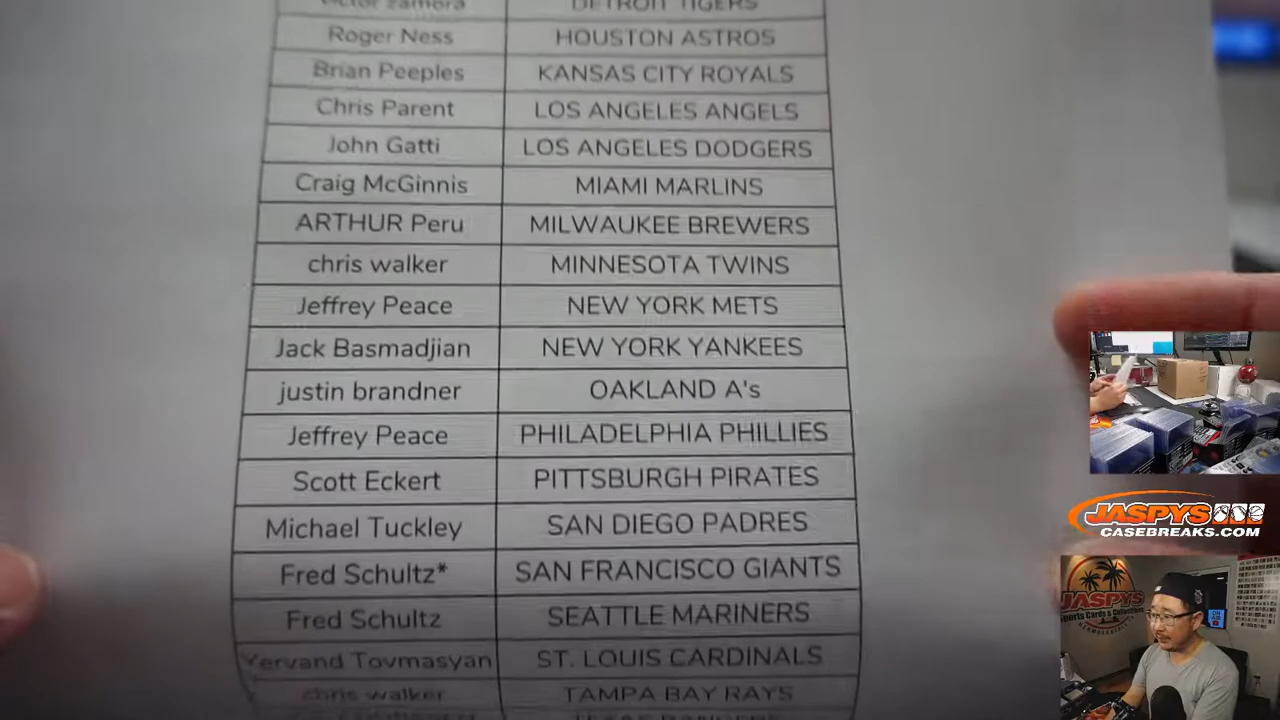 DETROIT TIGERS
Roger Ness HOUSTON ASTROS
Brian Peeples KANSAS CITY ROYALS
Chris Parent LOS ANGELES ANGELS
John Gatti LOS ANGELES DODGERS
Craig McGinnis MIAMI MARLINS
ARTHUR Peru MILWAUKEE BREWERS
chris walker MINNESOTA TWINS
Jeffrey Peace NEW YORK METS
Jack Basmadjian NEW YORK YANKEES
justin brandner OAKLAND A's
Jeffrey Peace PHILADELPHIA PHILLIES
Scott Eckert PITTSBURGH PIRATES
Michael Tuckley SAN DIEGO PADRES
Fred Schultz* SAN FRANCISCO GIANTS
Fred Schultz SEATTLE MARINERS
Yervand Tovmasyan ST. LOUIS CARDINALS
chris walker TAMPA BAY RAYS
JASPYS
CASEBREAKS.COM
JASPYS